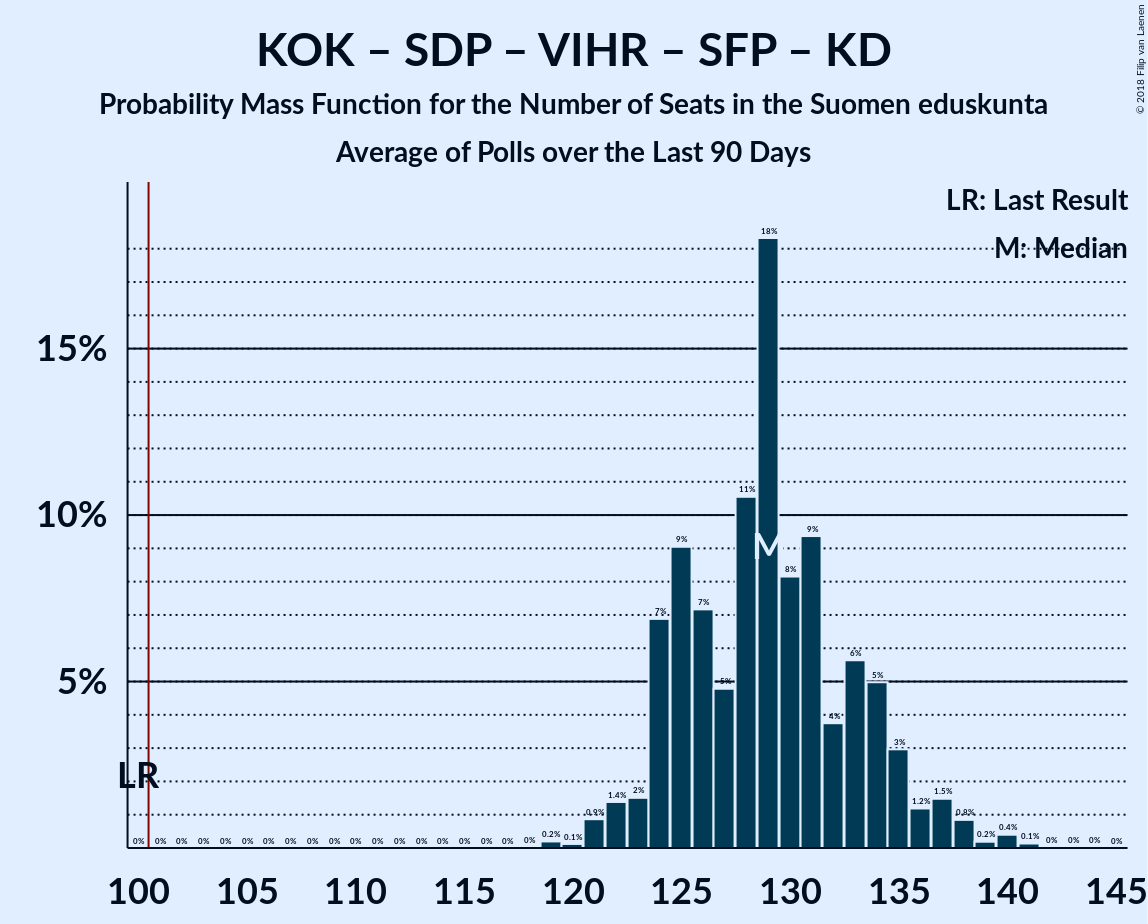 KOK – SDP – VIHR – SFP – KD
Probability Mass Function for the Number of Seats in the Suomen eduskunta
Average of Polls over the Last 90 Days
© 2018 Filip van Laenen
LR: Last Result
M: Median
15%
10%
5%
LR
M
0% 0% 0% 0% 0% 0% 0% 0% 0% 0% 0% 0% 0% 0% 0% 0% 0% 0% 0% 0.2% 0.1% 0.9% 1.4% 2% 7% 9% 7% 5% 11% 18% 8% 9% 4% 6% 5% 3% 1.2% 1.5% 0.8% 0.2% 0.4% 0.1% 0% 0% 0% 0%
100 105 110 115 120 125 130 135 140 145